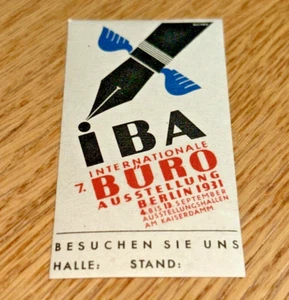 iBA
INTERNATIONALE
7. BÜRO
AUSSTELLUNG
BERLIN 1931
4. BIS 13. SEPTEMBER
AUSSTELLUNGSHALLEN
AM KAISERDAMM
BESUCHEN SIE UNS
HALLE: STAND: